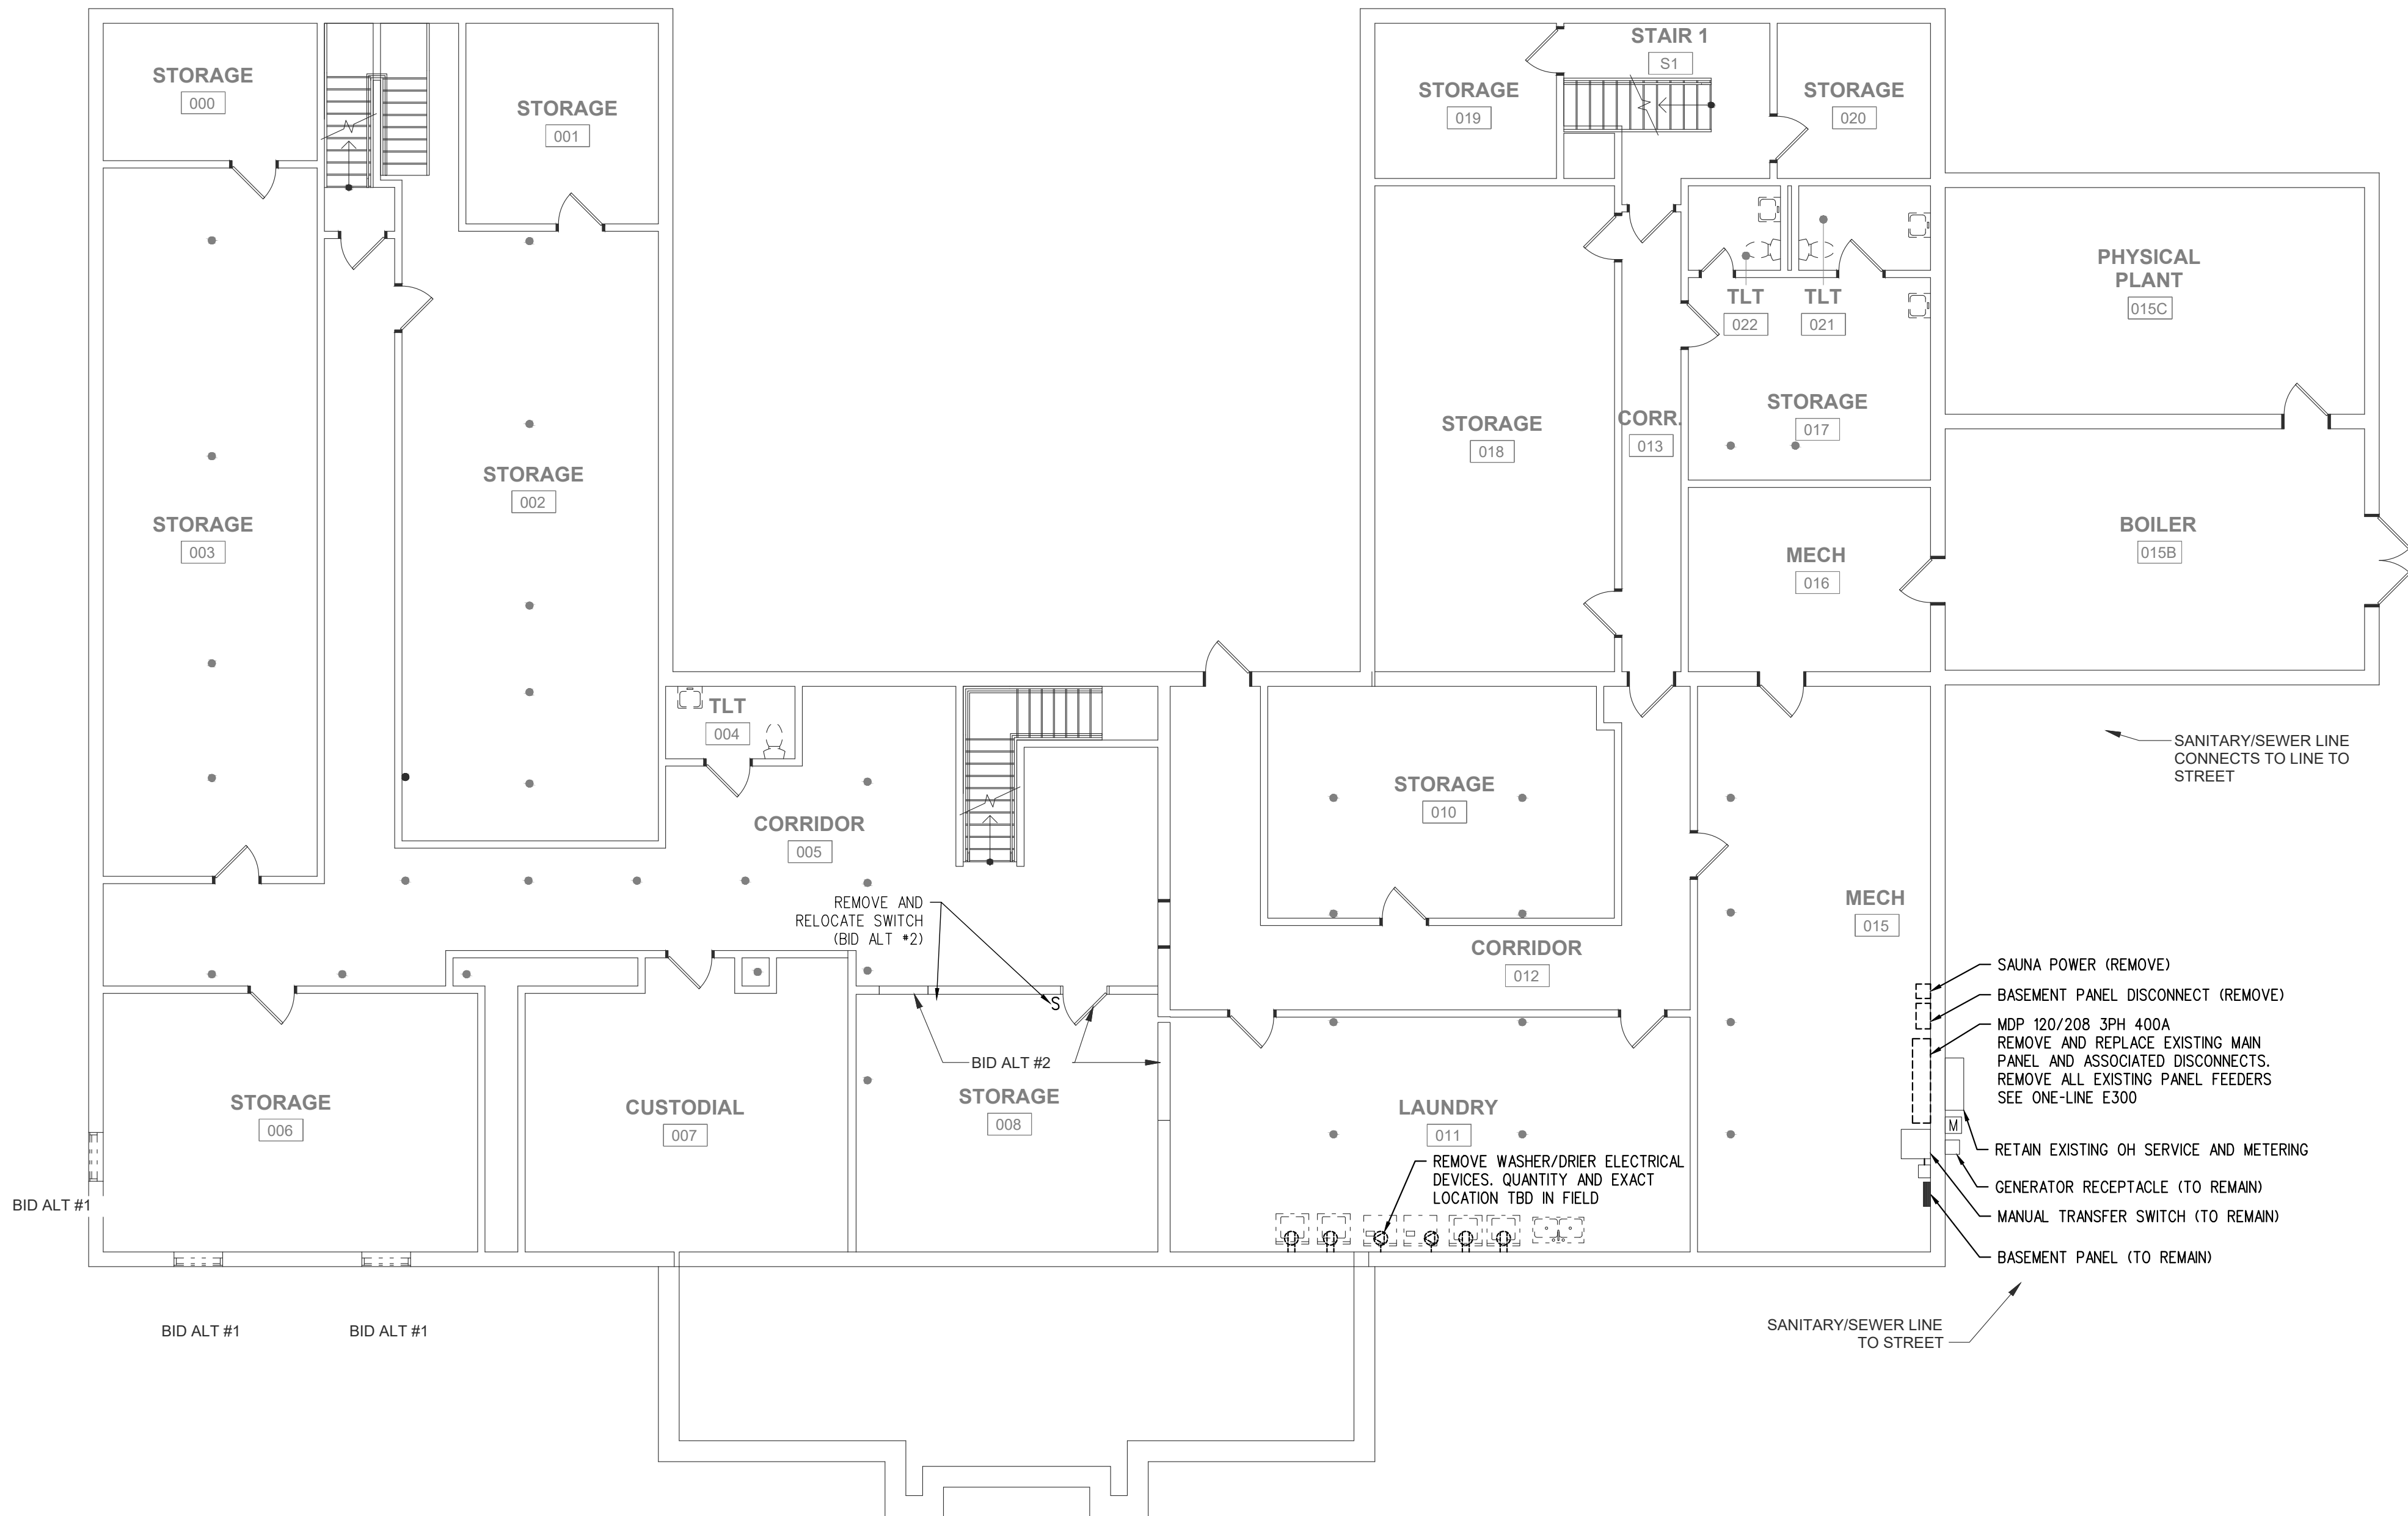 STORAGE
000
STORAGE
001
STAIR 1
S1
STORAGE
019
STORAGE
020
PHYSICAL
PLANT
015C
TLT
022
TLT
021
STORAGE
017
STORAGE
018
CORR.
013
STORAGE
002
STORAGE
003
MECH
016
BOILER
015B
TLT
004
SANITARY/SEWER LINE
CONNECTS TO LINE TO
STREET
STORAGE
010
CORRIDOR
005
REMOVE AND
RELOCATE SWITCH
(BID ALT #2)
S
MECH
015
CORRIDOR
012
SAUNA POWER (REMOVE)
BASEMENT PANEL DISCONNECT (REMOVE)
MDP 120/208 3PH 400A
REMOVE AND REPLACE EXISTING MAIN
PANEL AND ASSOCIATED DISCONNECTS.
REMOVE ALL EXISTING PANEL FEEDERS
SEE ONE-LINE E300
BID ALT #2
STORAGE
006
CUSTODIAL
007
STORAGE
008
LAUNDRY
011
M
RETAIN EXISTING OH SERVICE AND METERING
REMOVE WASHER/DRIER ELECTRICAL
DEVICES. QUANTITY AND EXACT
LOCATION TBD IN FIELD
GENERATOR RECEPTACLE (TO REMAIN)
BID ALT #1
MANUAL TRANSFER SWITCH (TO REMAIN)
BASEMENT PANEL (TO REMAIN)
BID ALT #1
BID ALT #1
SANITARY/SEWER LINE
TO STREET